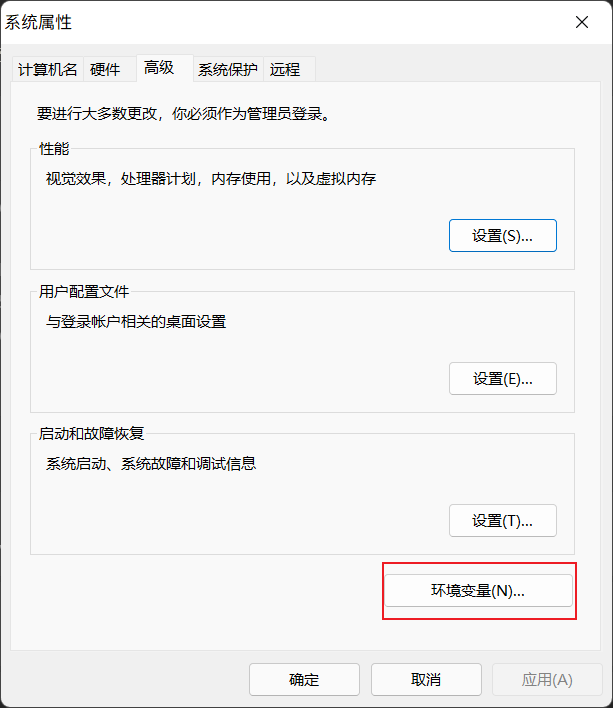 系统属性
计算机名 硬件 高级 系统保护 远程
要进行大多数更改，你必须作为管理员登录。
性能
视觉效果，处理器计划，内存使用，以及虚拟内存
设置(S)...
用户配置文件
与登录帐户相关的桌面设置
设置(E)...
启动和故障恢复
系统启动、系统故障和调试信息
设置(T)...
环境变量(N)...
确定 取消 应用(A)